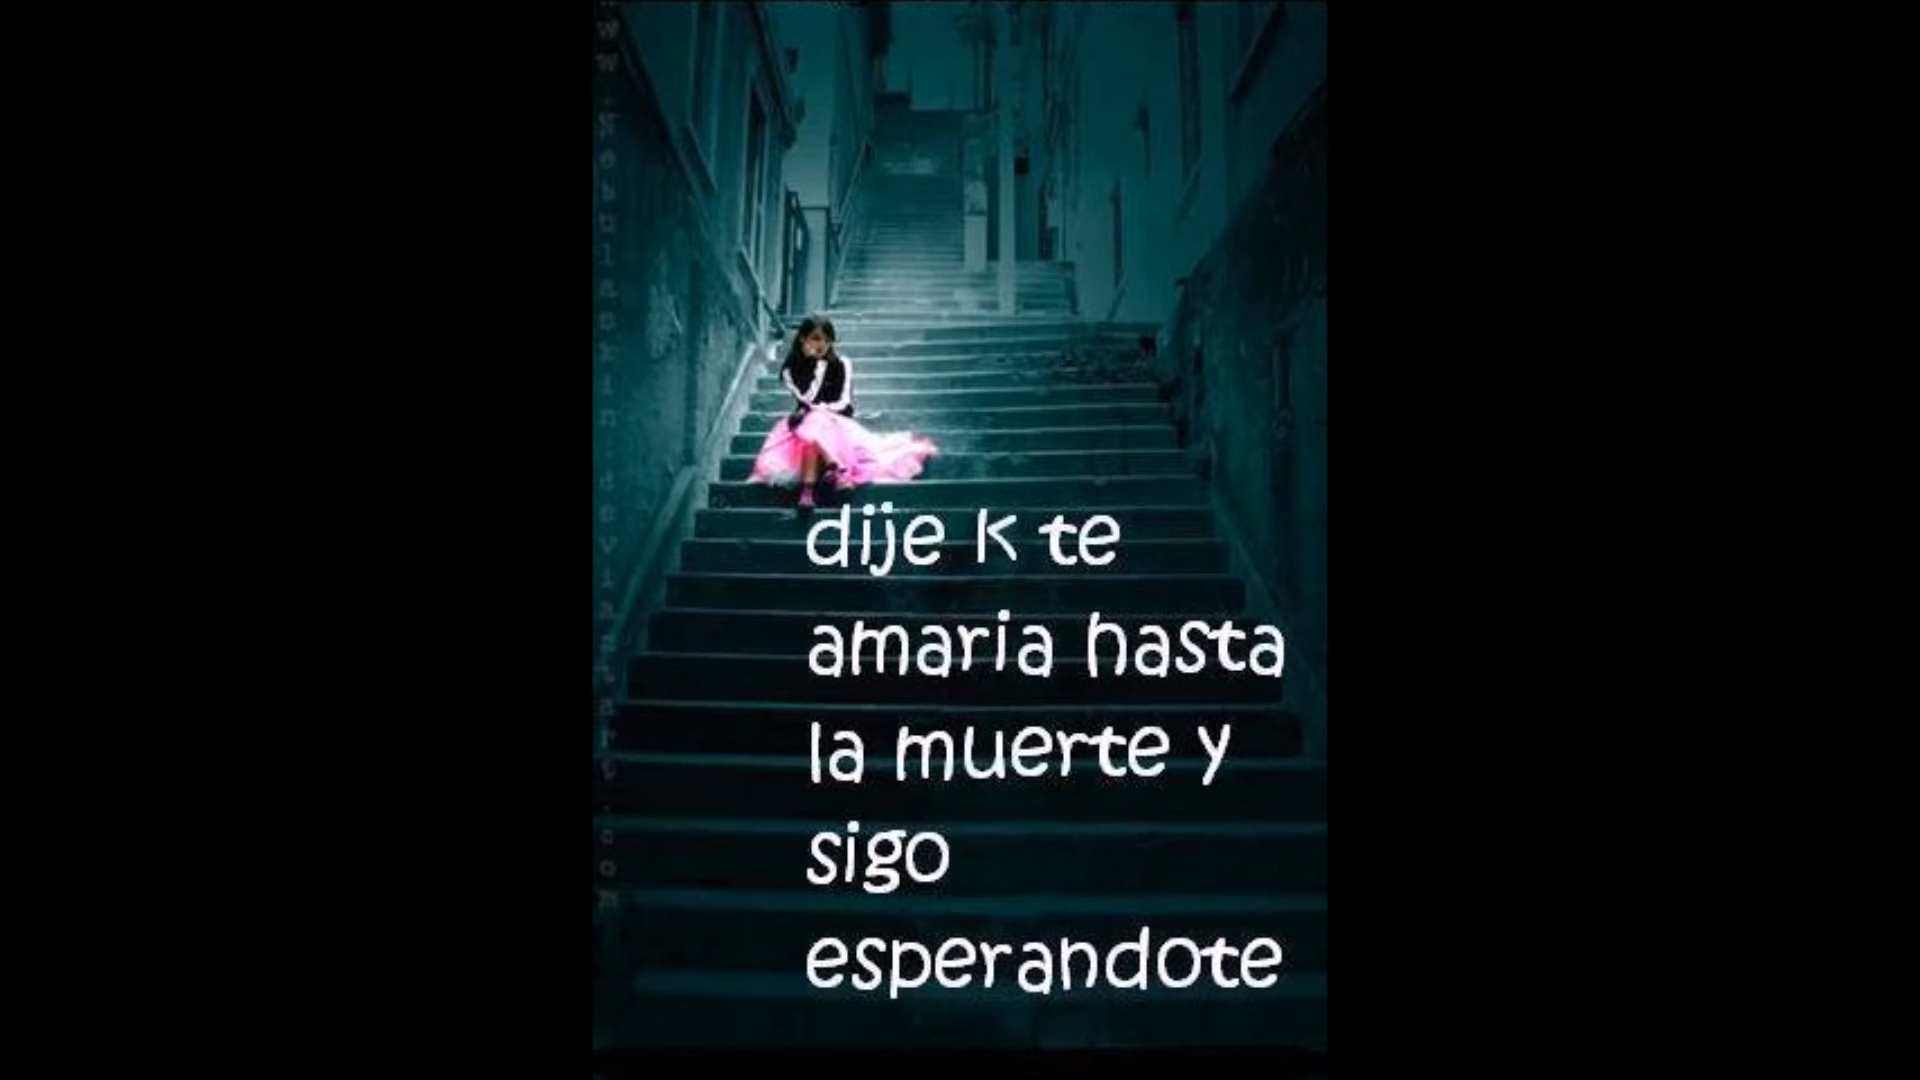 dije k te
amaria hasta
la muerte y
sigo
esperandote